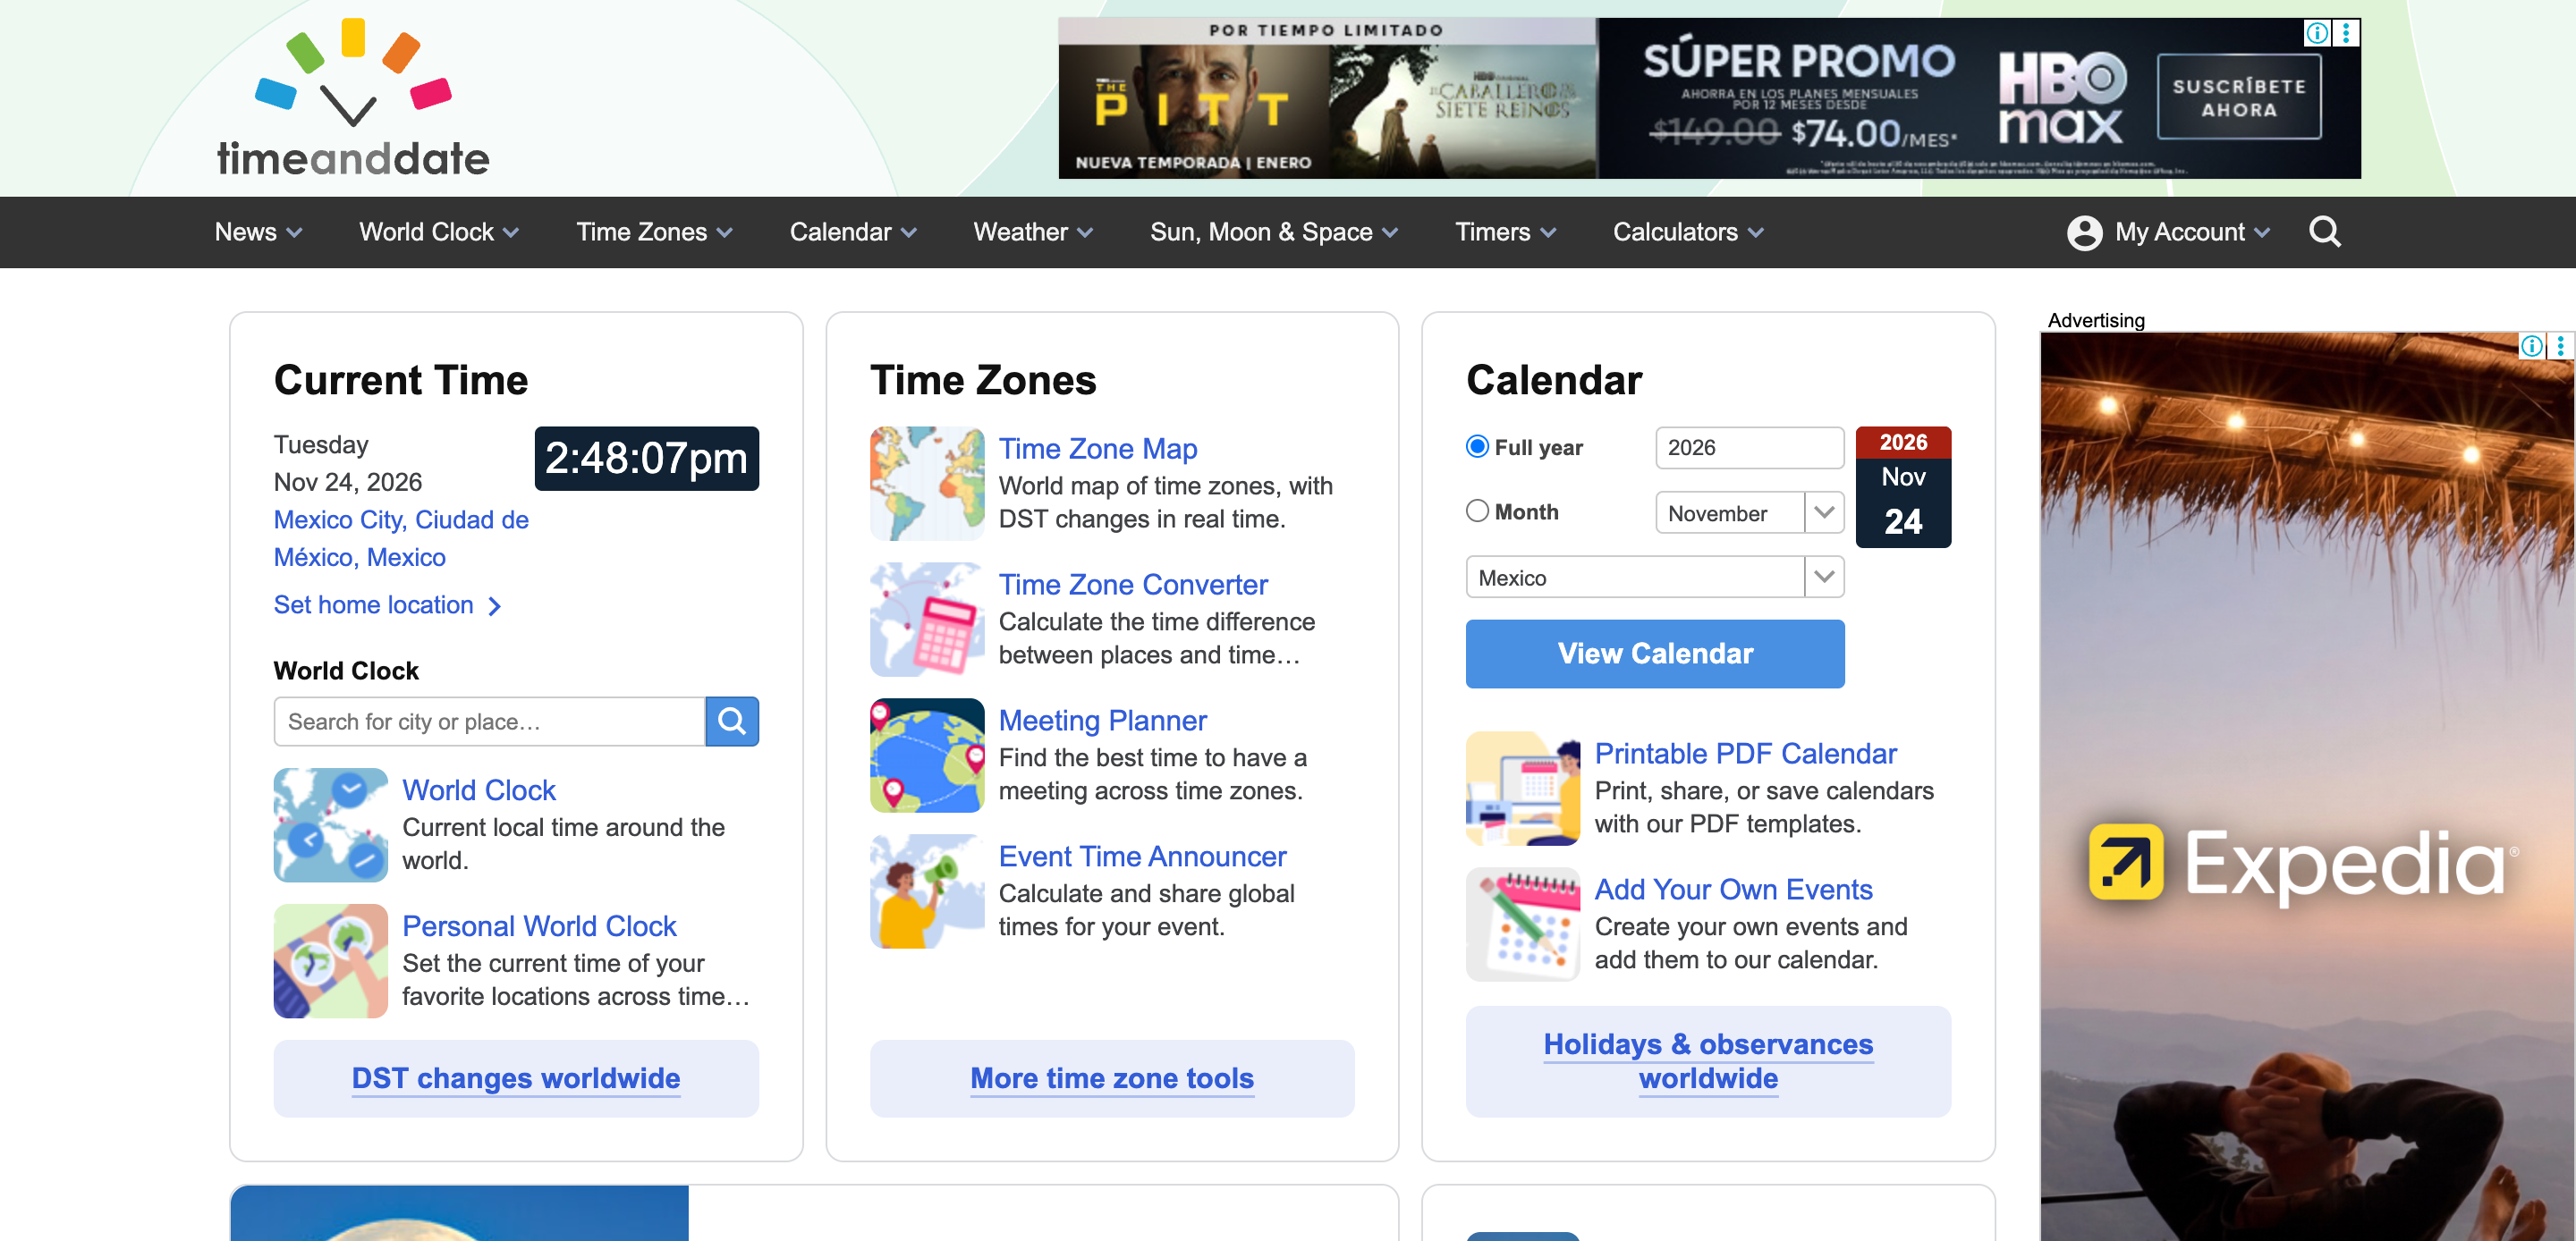 timeanddate
POR TIEMPO LIMITADO
THE
PITT
NUEVA TEMPORADA | ENERO
HBO ORIGINAL
EL CABALLERO DE LOS
SIETE REINOS
SÚPER PROMO
AHORRA EN LOS PLANES MENSUALES
POR 12 MESES DESDE
$149.00 $74.00/MES*
HBO
max
SUSCRÍBETE
AHORA
News
World Clock
Time Zones
Calendar
Weather
Sun, Moon & Space
Timers
Calculators
My Account
Current Time
Tuesday
Nov 24, 2026
Mexico City, Ciudad de
México, Mexico
2:48:07pm
Set home location
World Clock
Search for city or place…
World Clock
Current local time around the
world.
Personal World Clock
Set the current time of your
favorite locations across time…
DST changes worldwide
Time Zones
Time Zone Map
World map of time zones, with
DST changes in real time.
Time Zone Converter
Calculate the time difference
between places and time…
Meeting Planner
Find the best time to have a
meeting across time zones.
Event Time Announcer
Calculate and share global
times for your event.
More time zone tools
Calendar
Full year
2026
Month
November
2026
Nov
24
Mexico
View Calendar
Printable PDF Calendar
Print, share, or save calendars
with our PDF templates.
Add Your Own Events
Create your own events and
add them to our calendar.
Holidays & observances
worldwide
Advertising
Expedia®